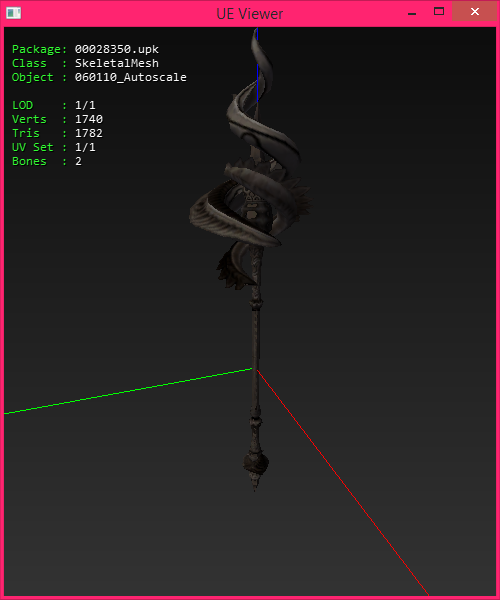 UE Viewer
Package: 00028350.upk
Class  : SkeletalMesh
Object : 060110_Autoscale
LOD    : 1/1
Verts  : 1740
Tris   : 1782
UV Set : 1/1
Bones  : 2